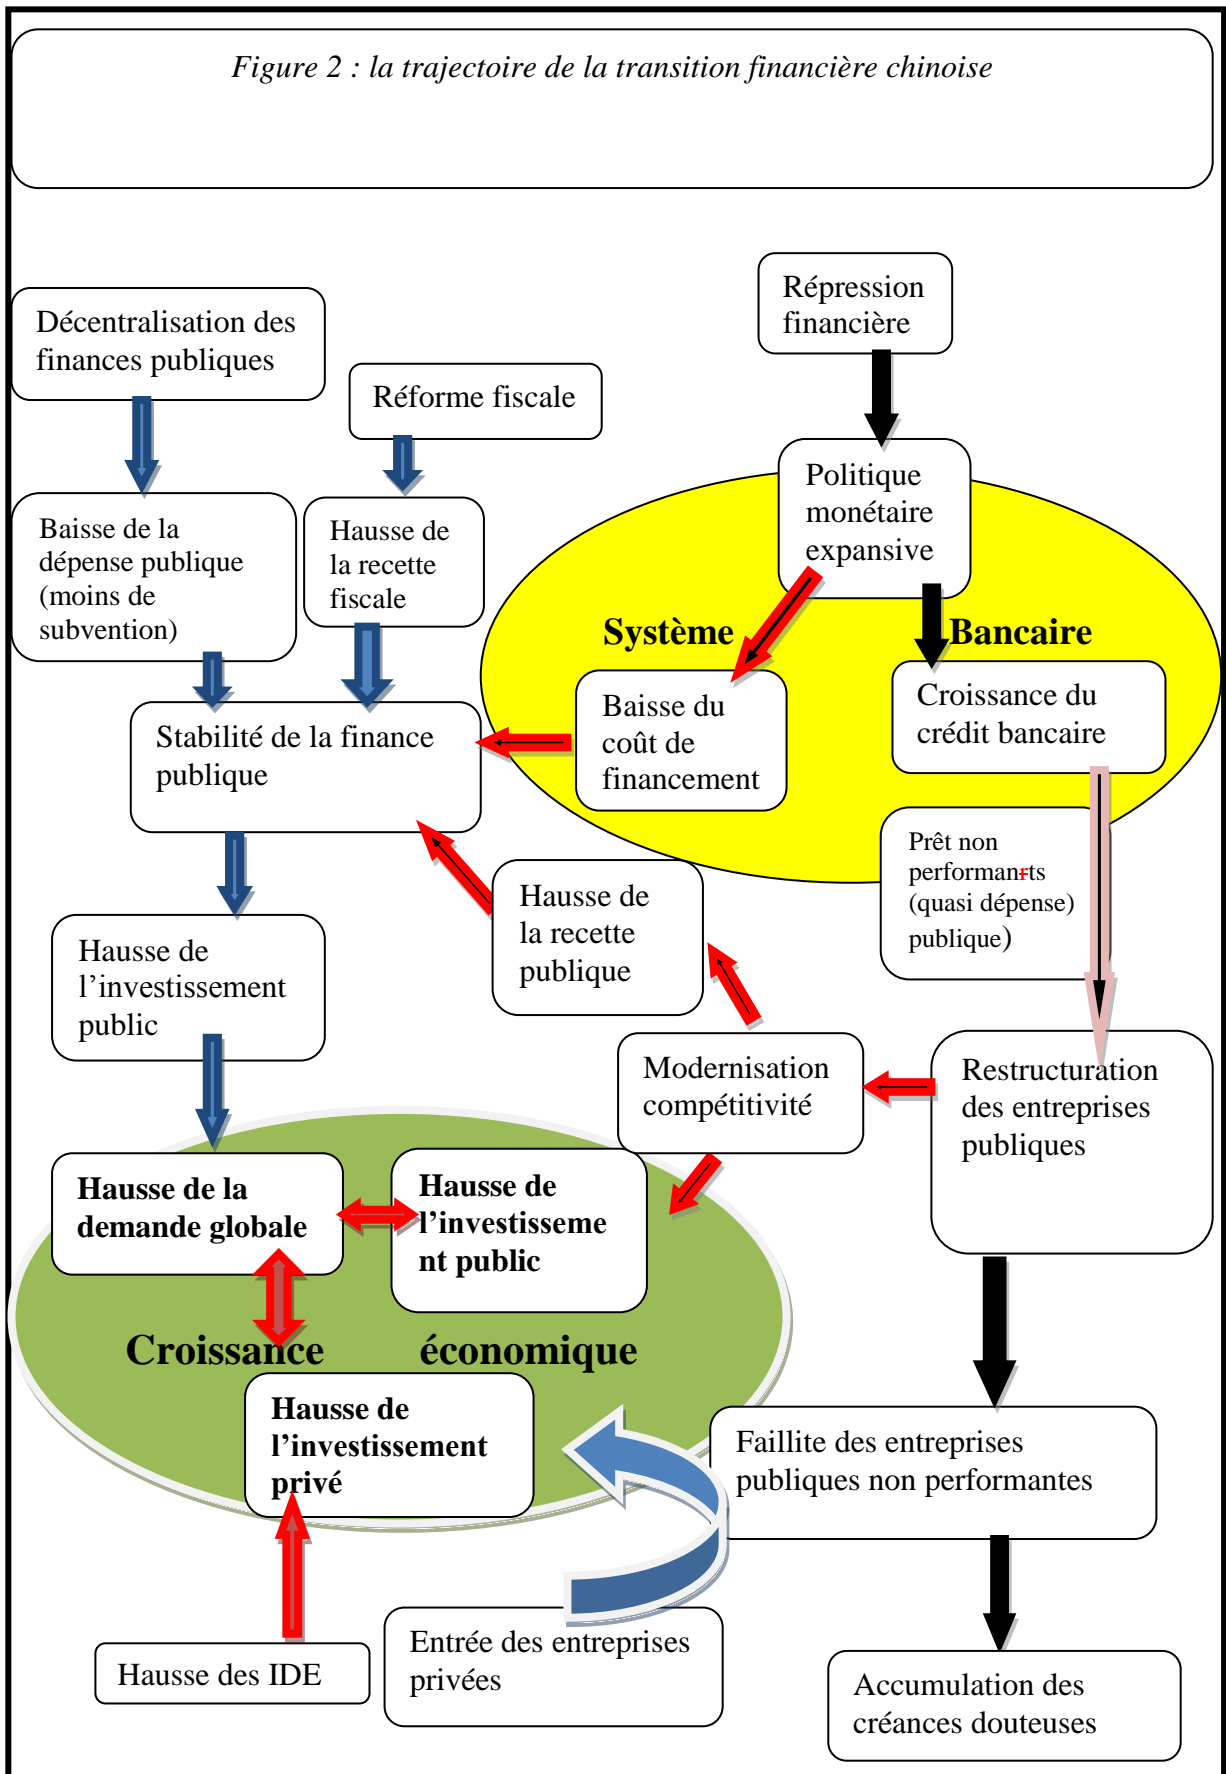 Figure 2 : la trajectoire de la transition financière chinoise
Répression
financière
Décentralisation des
finances publiques
Réforme fiscale
Politique
monétaire
expansive
Baisse de la
dépense publique
(moins de
subvention)
Hausse de
la recette
fiscale
Système Bancaire
Baisse du
coût de
financement
Croissance du
crédit bancaire
Stabilité de la finance
publique
Prêt non
performanrts
(quasi dépense)
publique)
Hausse de
la recette
publique
Hausse de
l’investissement
public
Modernisation
compétitivité
Restructuration
des entreprises
publiques
Hausse de la
demande globale
Hausse de
l’investisseme
nt public
Croissance économique
Hausse de
l’investissement
privé
Faillite des entreprises
publiques non performantes
Entrée des entreprises
privées
Hausse des IDE
Accumulation des
créances douteuses